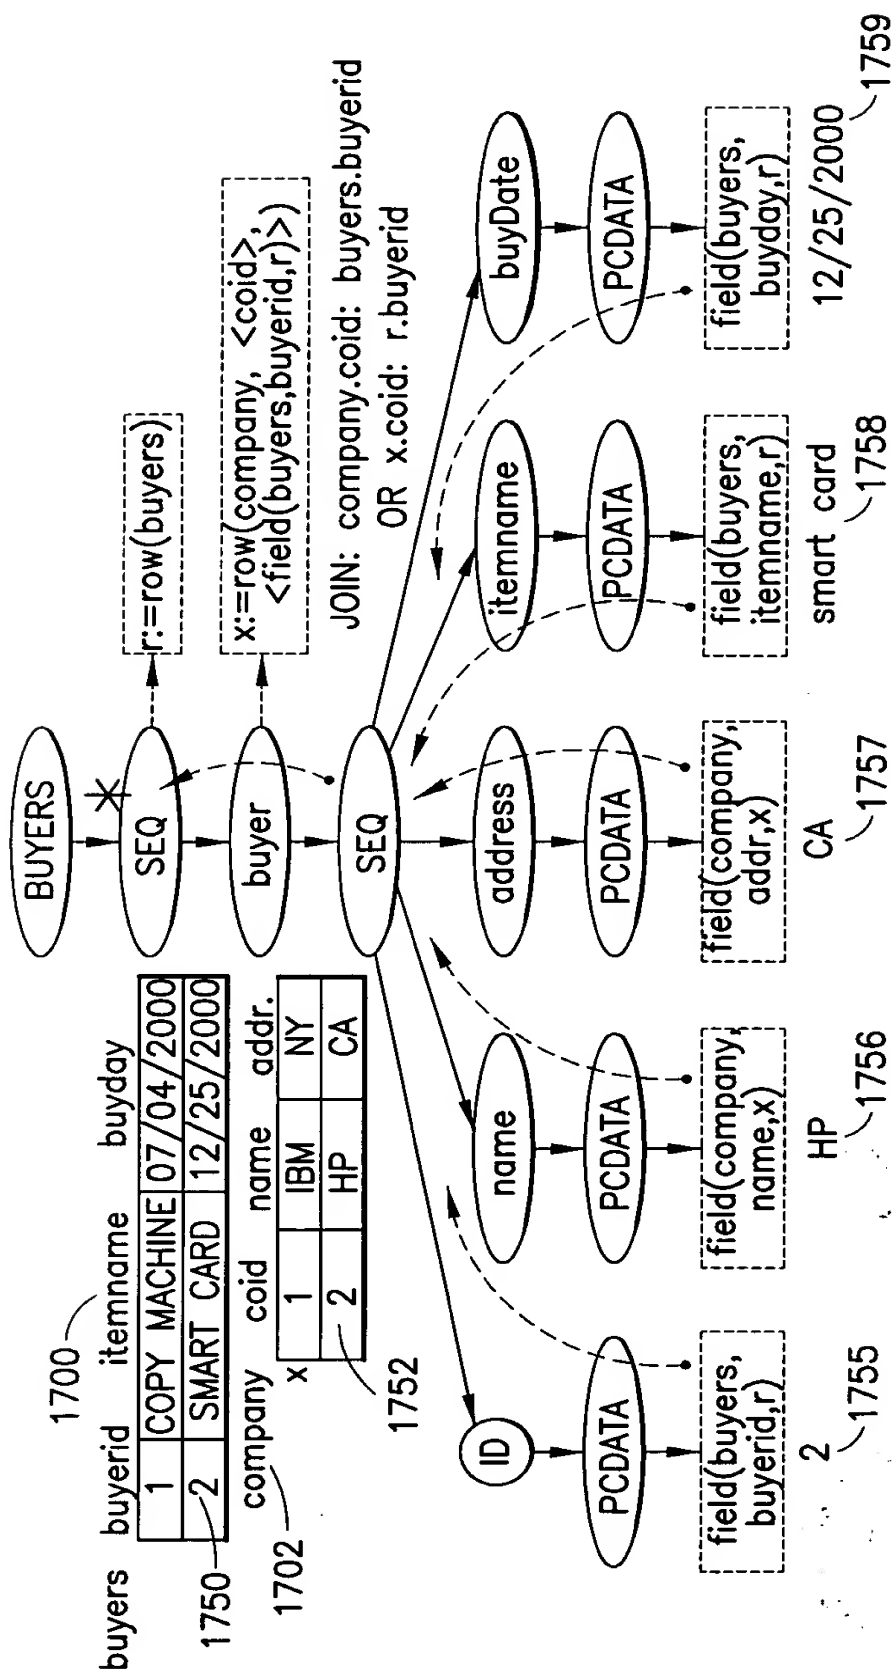 buyers buyerid itemname buyday
1700
1 COPY MACHINE 07/04/2000
2 SMART CARD 12/25/2000
1750
company coid name addr.
1702
x 1 IBM NY
2 HP CA
1752
BUYERS
*
SEQ
r:=row(buyers)
buyer
x:=row(company, <coid>,
<field(buyers,buyerid,r)>)
JOIN: company.coid: buyers.buyerid
OR x.coid: r.buyerid
SEQ
ID
name
address
itemname
buyDate
PCDATA
PCDATA
PCDATA
PCDATA
PCDATA
field(buyers,
buyerid,r)
field(company,
name,x)
field(company,
addr,x)
field(buyers,
itemname,r)
field(buyers,
buyday,r)
2
HP
CA
smart card
12/25/2000
1755
1756
1757
1758
1759